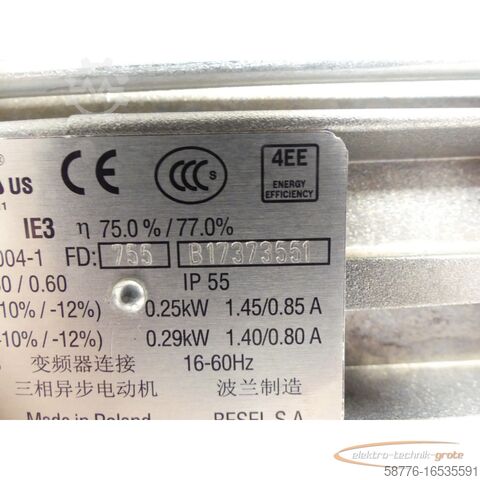 ® US CE CCC S 4EE
ENERGY
EFFICIENCY
IE3 η 75.0%/77.0%
004-1 FD: 755 B17373551
0 / 0.60 IP 55
10% / -12%) 0.25kW 1.45/0.85 A
-10% / -12%) 0.29kW 1.40/0.80 A
变频器连接 16-60Hz
三相异步电动机 波兰制造
Made in Poland BESEL S.A.
elektro-technik-grote
.com
58776-16535591